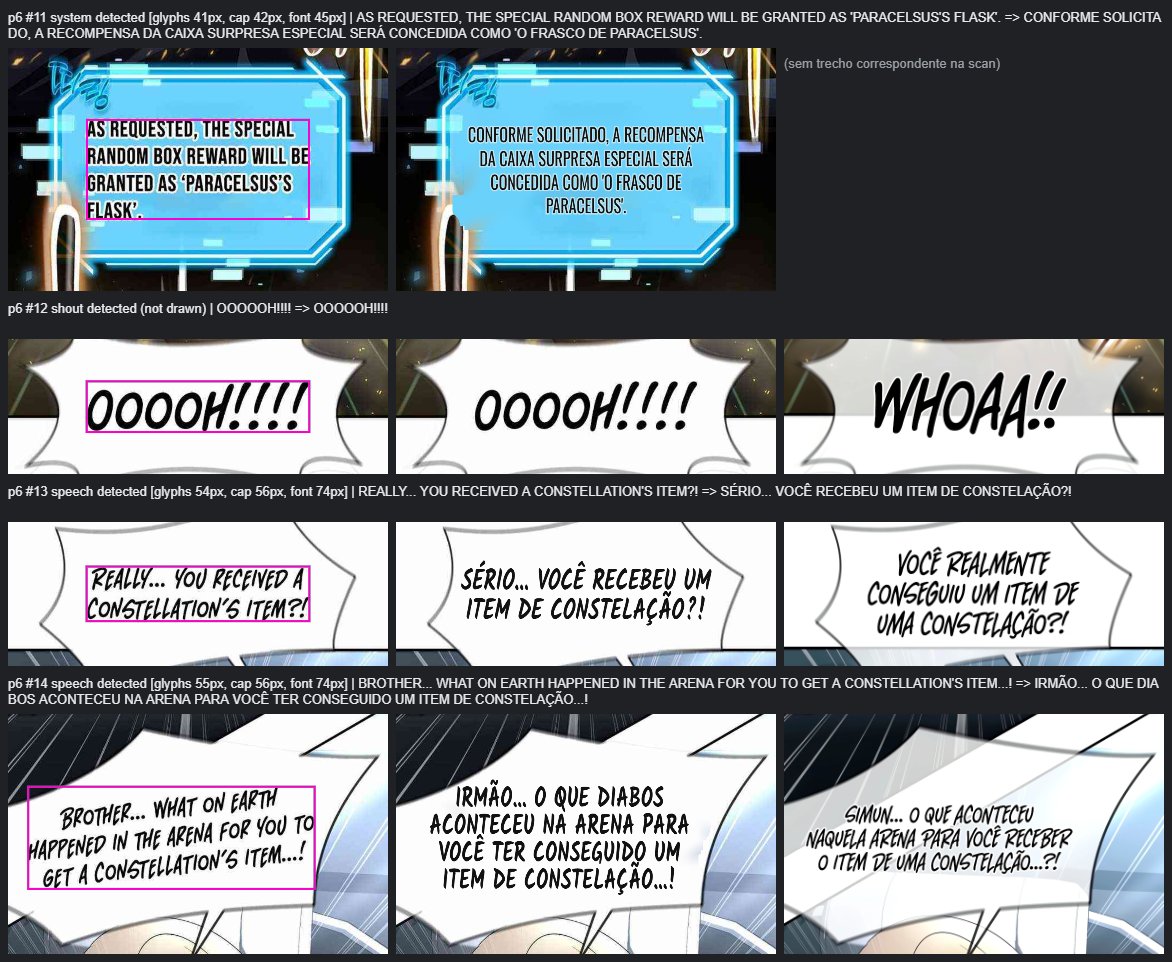 p6 #11 system detected [glyphs 41px, cap 42px, font 45px] | AS REQUESTED, THE SPECIAL RANDOM BOX REWARD WILL BE GRANTED AS 'PARACELSUS'S FLASK'. => CONFORME SOLICITA
DO, A RECOMPENSA DA CAIXA SURPRESA ESPECIAL SERÁ CONCEDIDA COMO 'O FRASCO DE PARACELSUS'.
AS REQUESTED, THE SPECIAL
RANDOM BOX REWARD WILL BE
GRANTED AS ‘PARACELSUS’S
FLASK’.
CONFORME SOLICITADO, A RECOMPENSA
DA CAIXA SURPRESA ESPECIAL SERÁ
CONCEDIDA COMO 'O FRASCO DE
PARACELSUS'.
(sem trecho correspondente na scan)
p6 #12 shout detected (not drawn) | OOOOOH!!!! => OOOOOH!!!!
OOOOH!!!!
OOOOH!!!!
WHOAA!!
p6 #13 speech detected [glyphs 54px, cap 56px, font 74px] | REALLY... YOU RECEIVED A CONSTELLATION'S ITEM?! => SÉRIO... VOCÊ RECEBEU UM ITEM DE CONSTELAÇÃO?!
REALLY... YOU RECEIVED A
CONSTELLATION'S ITEM?!
SÉRIO... VOCÊ RECEBEU UM
ITEM DE CONSTELAÇÃO?!
VOCÊ REALMENTE
CONSEGUIU UM ITEM DE
UMA CONSTELAÇÃO?!
p6 #14 speech detected [glyphs 55px, cap 56px, font 74px] | BROTHER... WHAT ON EARTH HAPPENED IN THE ARENA FOR YOU TO GET A CONSTELLATION'S ITEM...! => IRMÃO... O QUE DIA
BOS ACONTECEU NA ARENA PARA VOCÊ TER CONSEGUIDO UM ITEM DE CONSTELAÇÃO...!
BROTHER... WHAT ON EARTH
HAPPENED IN THE ARENA FOR YOU TO
GET A CONSTELLATION'S ITEM...!
IRMÃO... O QUE DIABOS
ACONTECEU NA ARENA PARA
VOCÊ TER CONSEGUIDO UM
ITEM DE CONSTELAÇÃO...!
SIMUN... O QUE ACONTECEU
NAQUELA ARENA PARA VOCÊ RECEBER
O ITEM DE UMA CONSTELAÇÃO...?!